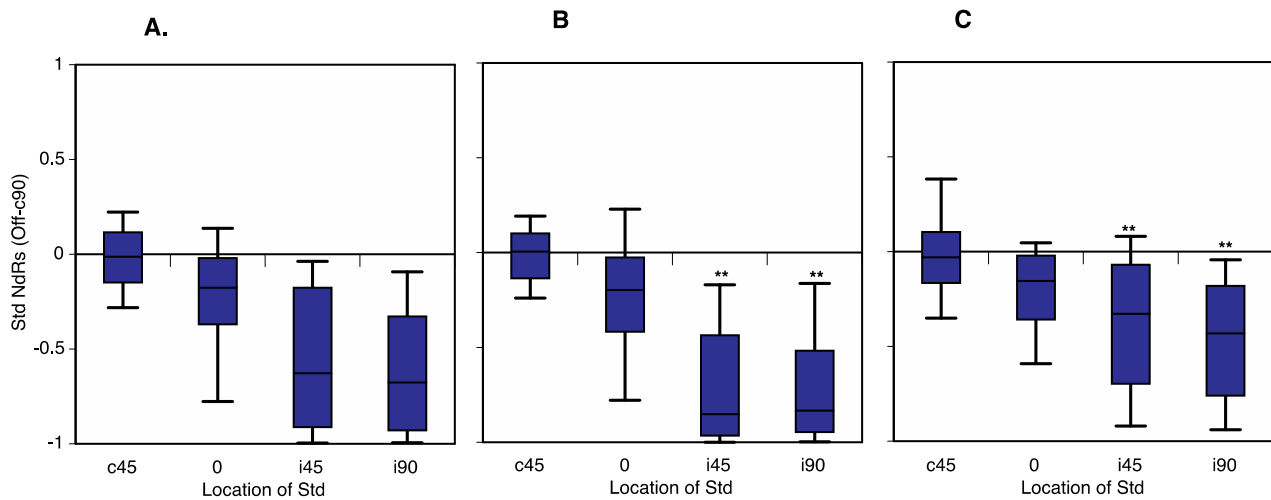 A.
B
C
1
0.5
0
-0.5
-1
Std NdRs (Off-c90)
** **
** **
c45 0 i45 i90
c45 0 i45 i90
c45 0 i45 i90
Location of Std
Location of Std
Location of Std